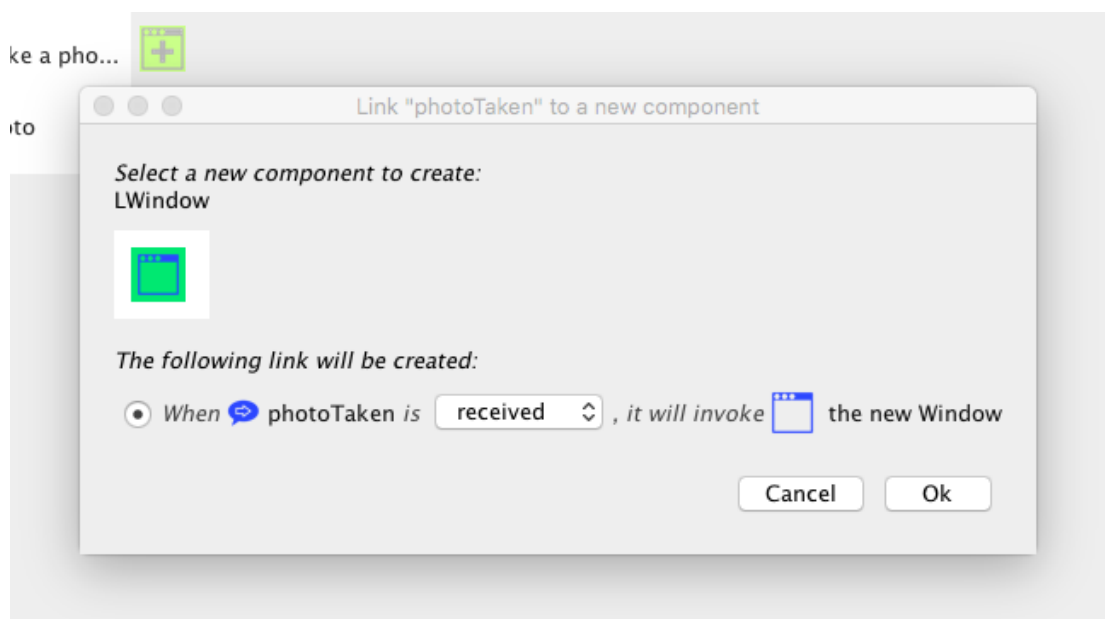 ke a pho...
Link "photoTaken" to a new component
to
Select a new component to create:
LWindow
The following link will be created:
When photoTaken is received , it will invoke the new Window
Cancel Ok